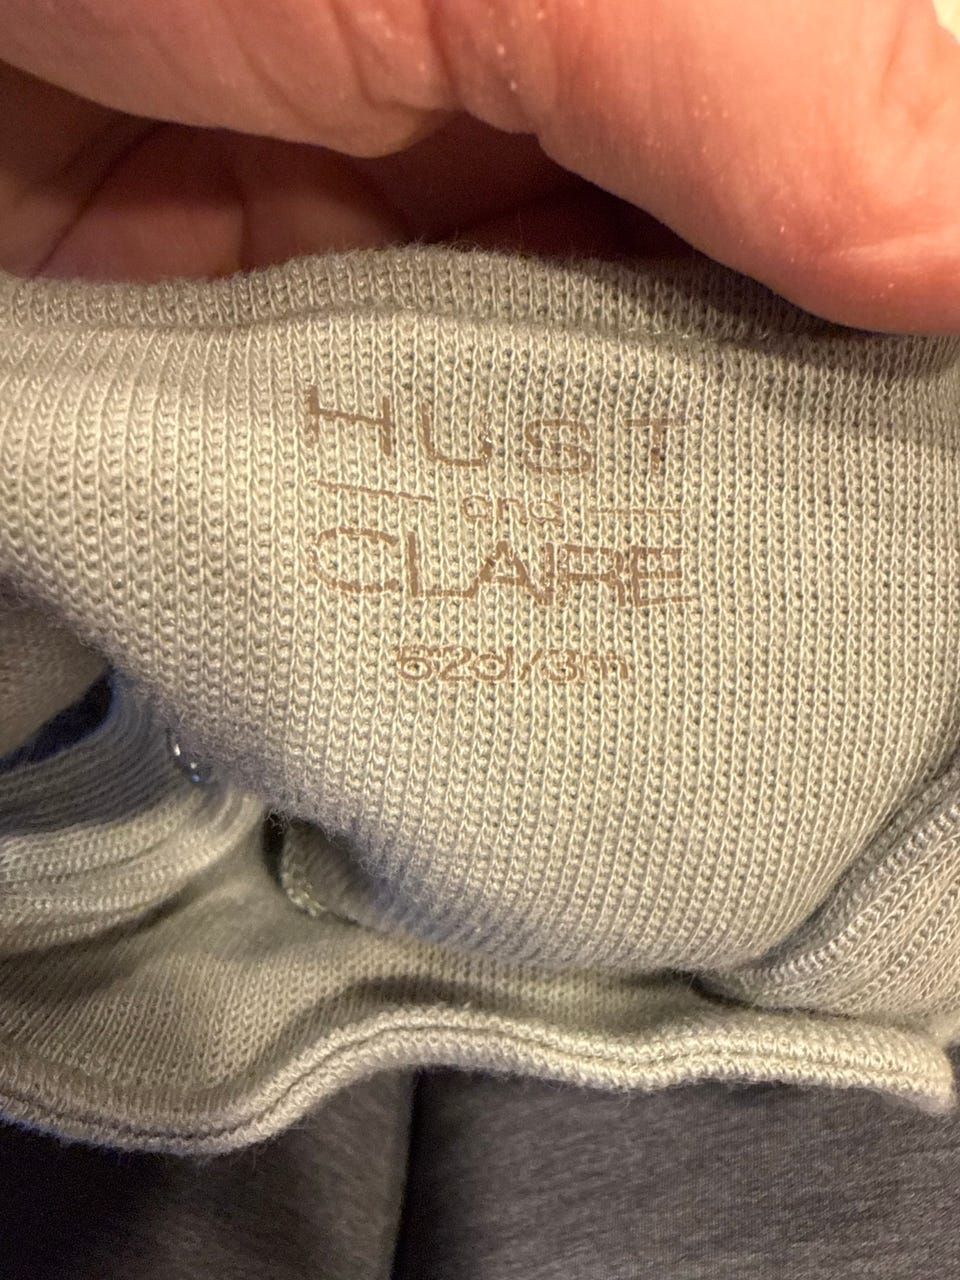 HUST
and
CLAIRE
62cl/3m